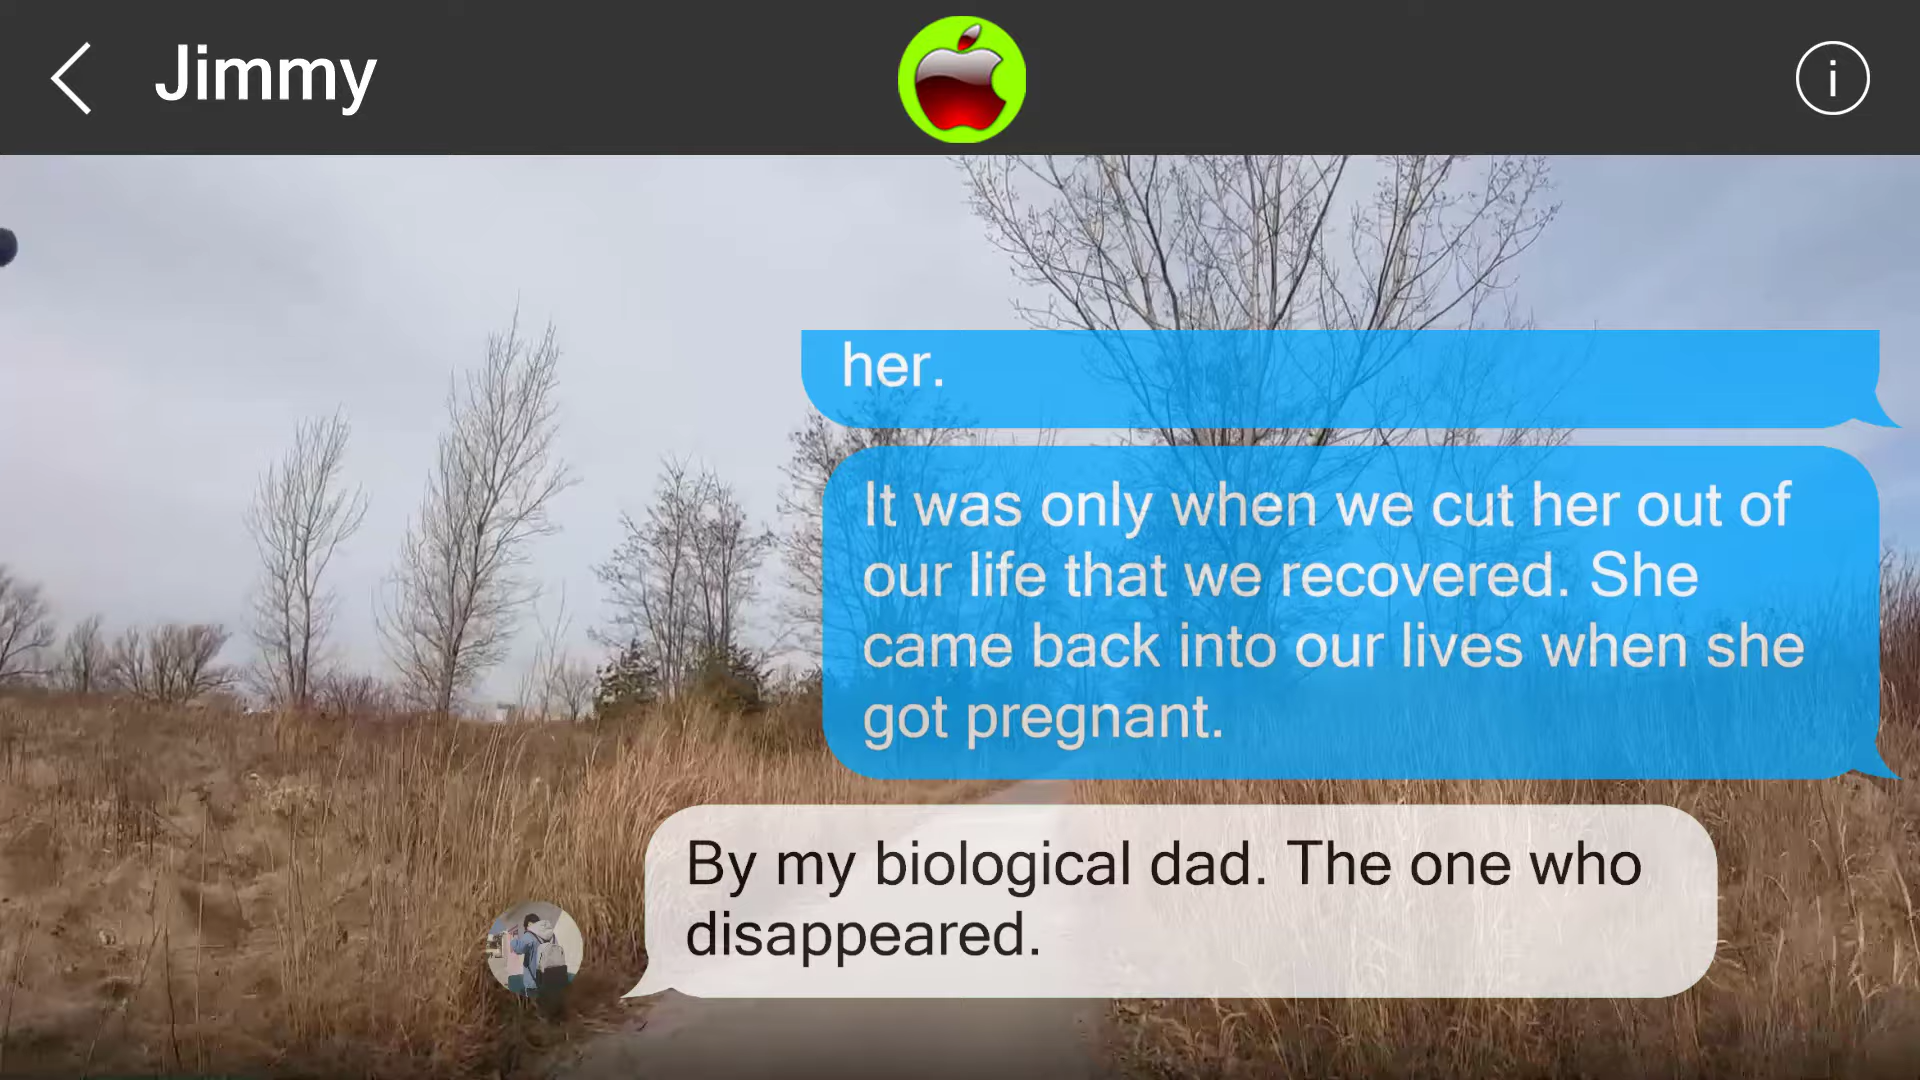 Jimmy
i
her.
It was only when we cut her out of
our life that we recovered. She
came back into our lives when she
got pregnant.
By my biological dad. The one who
disappeared.